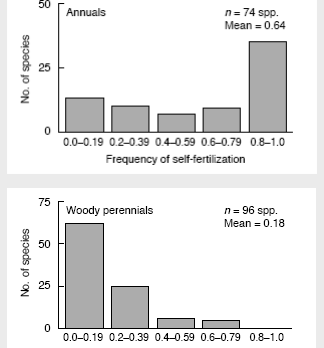 50
Annuals
n = 74 spp.
Mean = 0.64
No. of species
25
0
0.0–0.19 0.2–0.39 0.4–0.59 0.6–0.79 0.8–1.0
Frequency of self-fertilization
75
Woody perennials
n = 96 spp.
Mean = 0.18
50
No. of species
25
0
0.0–0.19 0.2–0.39 0.4–0.59 0.6–0.79 0.8–1.0